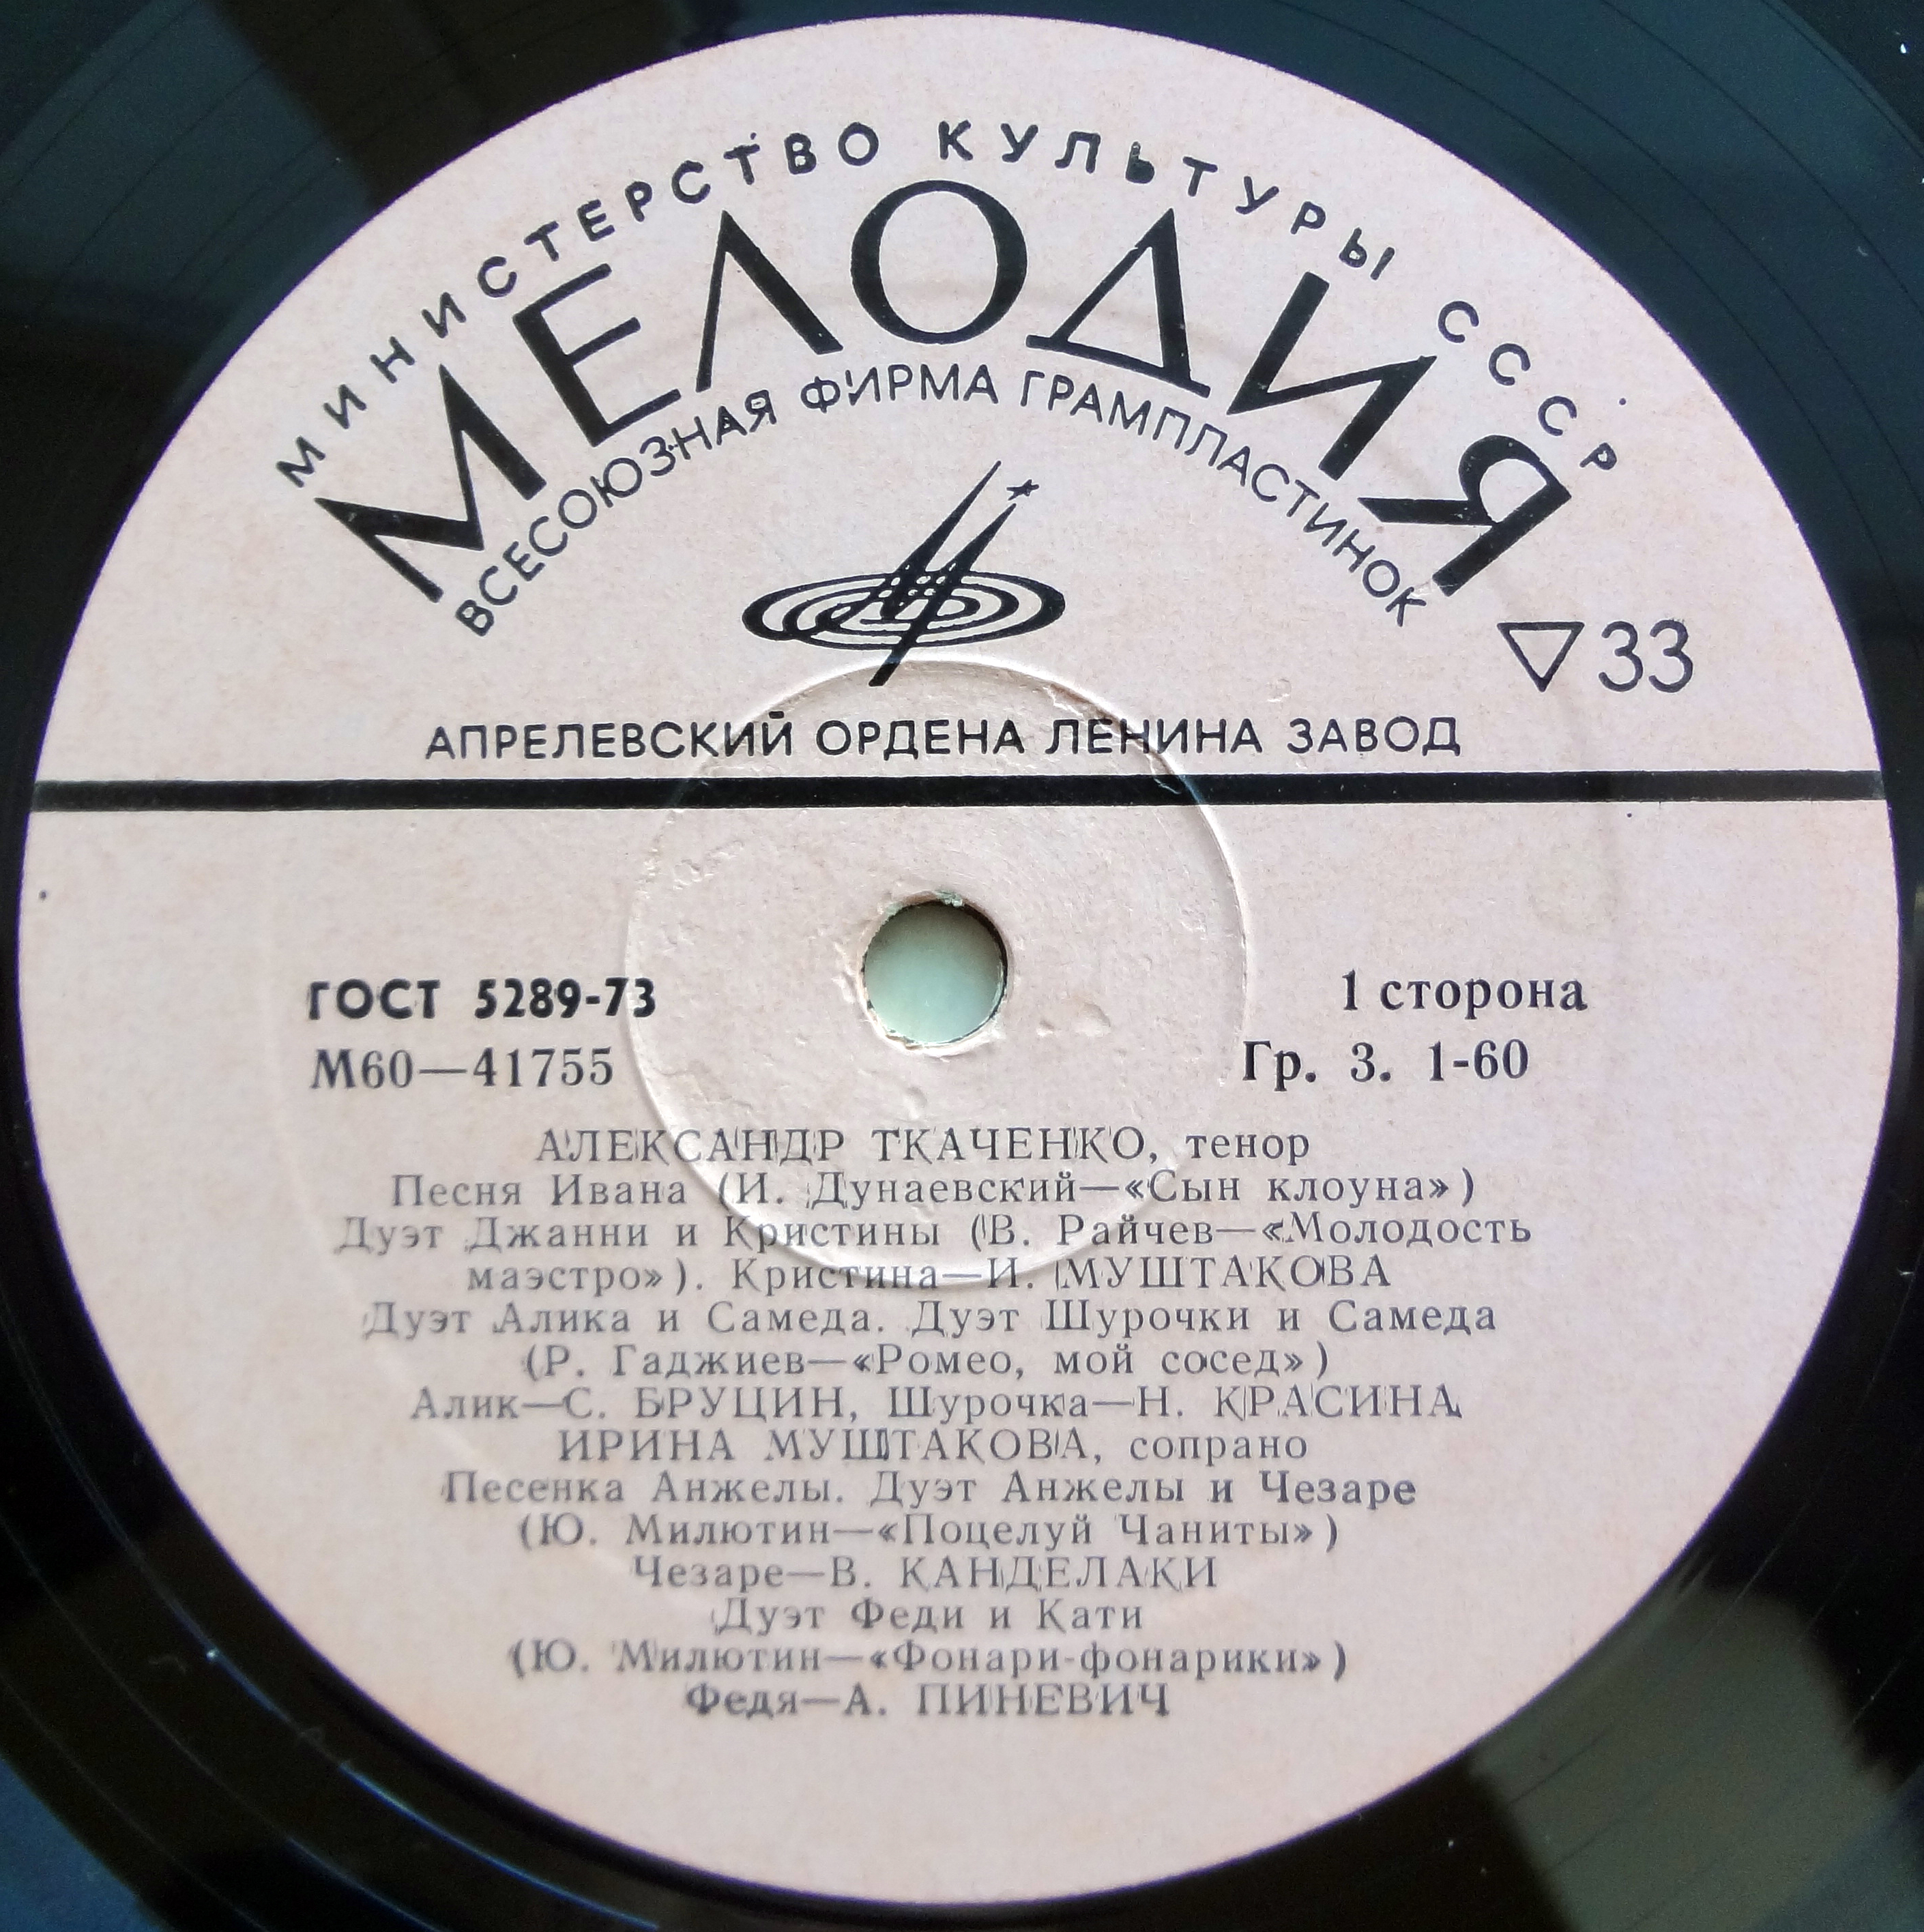 МИНИСТЕРСТВО КУЛЬТУРЫ СССР
МЕЛОДИЯ
ВСЕСОЮЗНАЯ ФИРМА ГРАМПЛАСТИНОК
33
АПРЕЛЕВСКИЙ ОРДЕНА ЛЕНИНА ЗАВОД
ГОСТ 5289-73
1 сторона
М60—41755
Гр. 3. 1-60
АЛЕКСАНДР ТКАЧЕНКО, тенор
Песня Ивана (И. Дунаевский—«Сын клоуна»)
Дуэт Джанни и Кристины (В. Райчев—«Молодость
маэстро»). Кристина—И. МУШТАКОВА
Дуэт Алика и Самеда. Дуэт Шурочки и Самеда
(Р. Гаджиев—«Ромео, мой сосед»)
Алик—С. БРУЦИН, Шурочка—Н. КРАСИНА
ИРИНА МУШТАКОВА, сопрано
Песенка Анжелы. Дуэт Анжелы и Чезаре
(Ю. Милютин—«Поцелуй Чаниты»)
Чезаре—В. КАНДЕЛАКИ
Дуэт Феди и Кати
(Ю. Милютин—«Фонари-фонарики»)
Федя—А. ПИНЕВИЧ